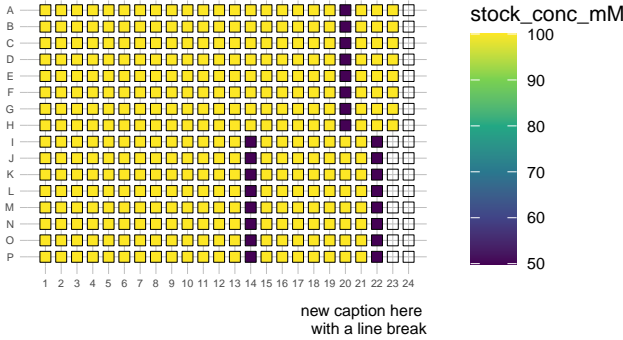 stock_conc_mM
A
B
C
D
E
F
G
H
I
J
K
L
M
N
O
P
1 2 3 4 5 6 7 8 9 10 11 12 13 14 15 16 17 18 19 20 21 22 23 24
100
90
80
70
60
50
new caption here
with a line break